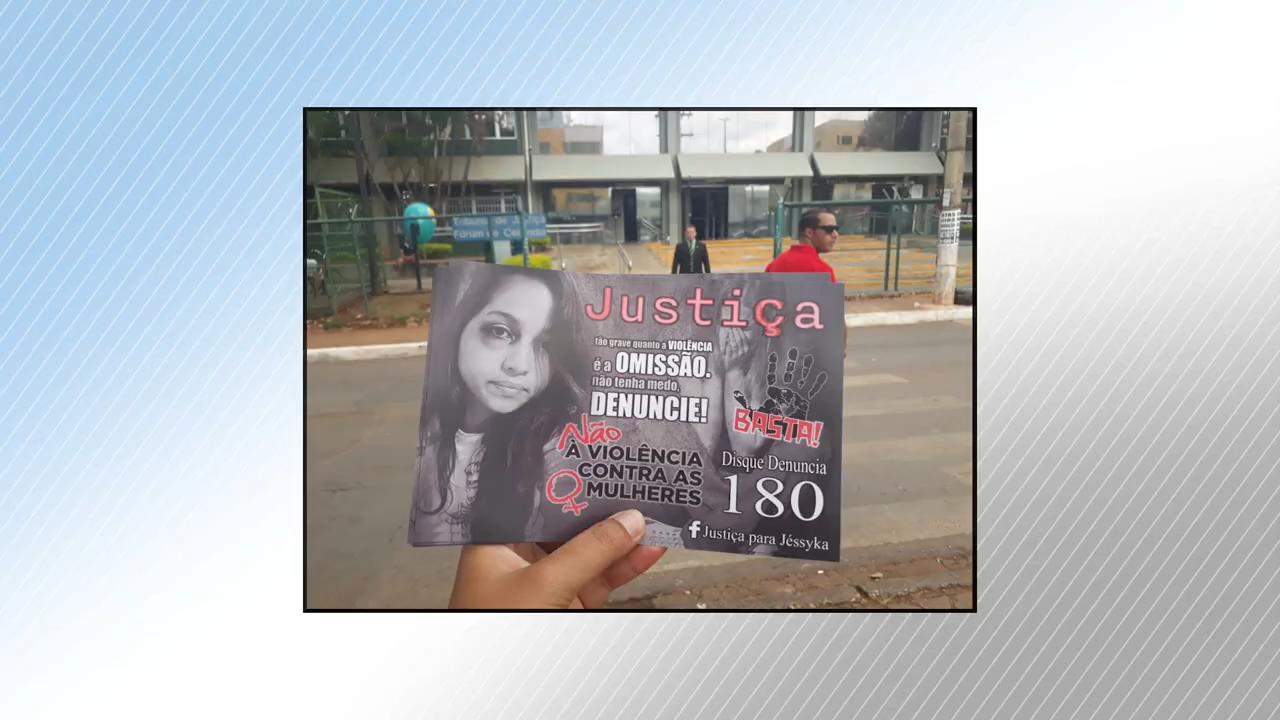 Justiça
tão grave quanto a VIOLÊNCIA
é a OMISSÃO.
não tenha medo,
DENUNCIE!
Não
À VIOLÊNCIA
CONTRA AS
MULHERES
BASTA!
Disque Denuncia
180
f Justiça para Jéssyka